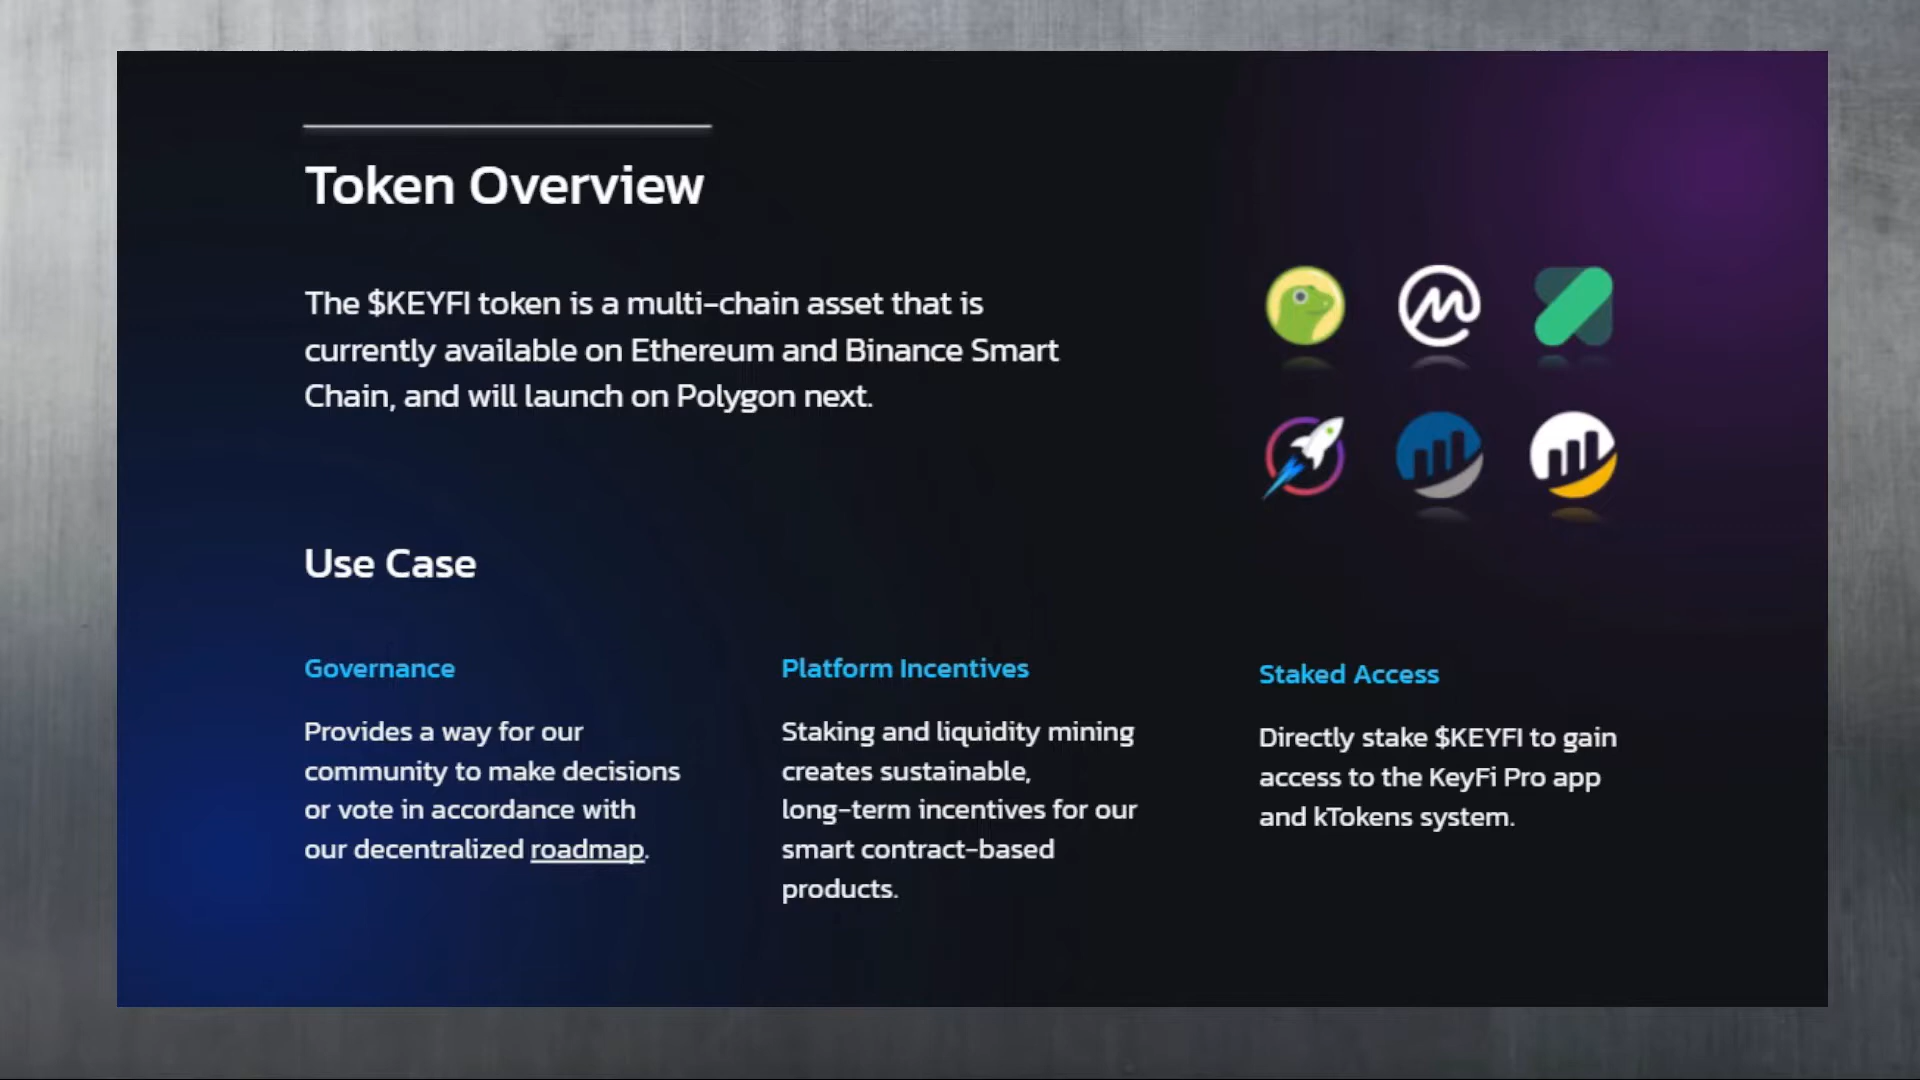 Token Overview
The $KEYFI token is a multi-chain asset that is
currently available on Ethereum and Binance Smart
Chain, and will launch on Polygon next.
Use Case
Governance
Provides a way for our
community to make decisions
or vote in accordance with
our decentralized roadmap.
Platform Incentives
Staking and liquidity mining
creates sustainable,
long-term incentives for our
smart contract-based
products.
Staked Access
Directly stake $KEYFI to gain
access to the KeyFi Pro app
and kTokens system.